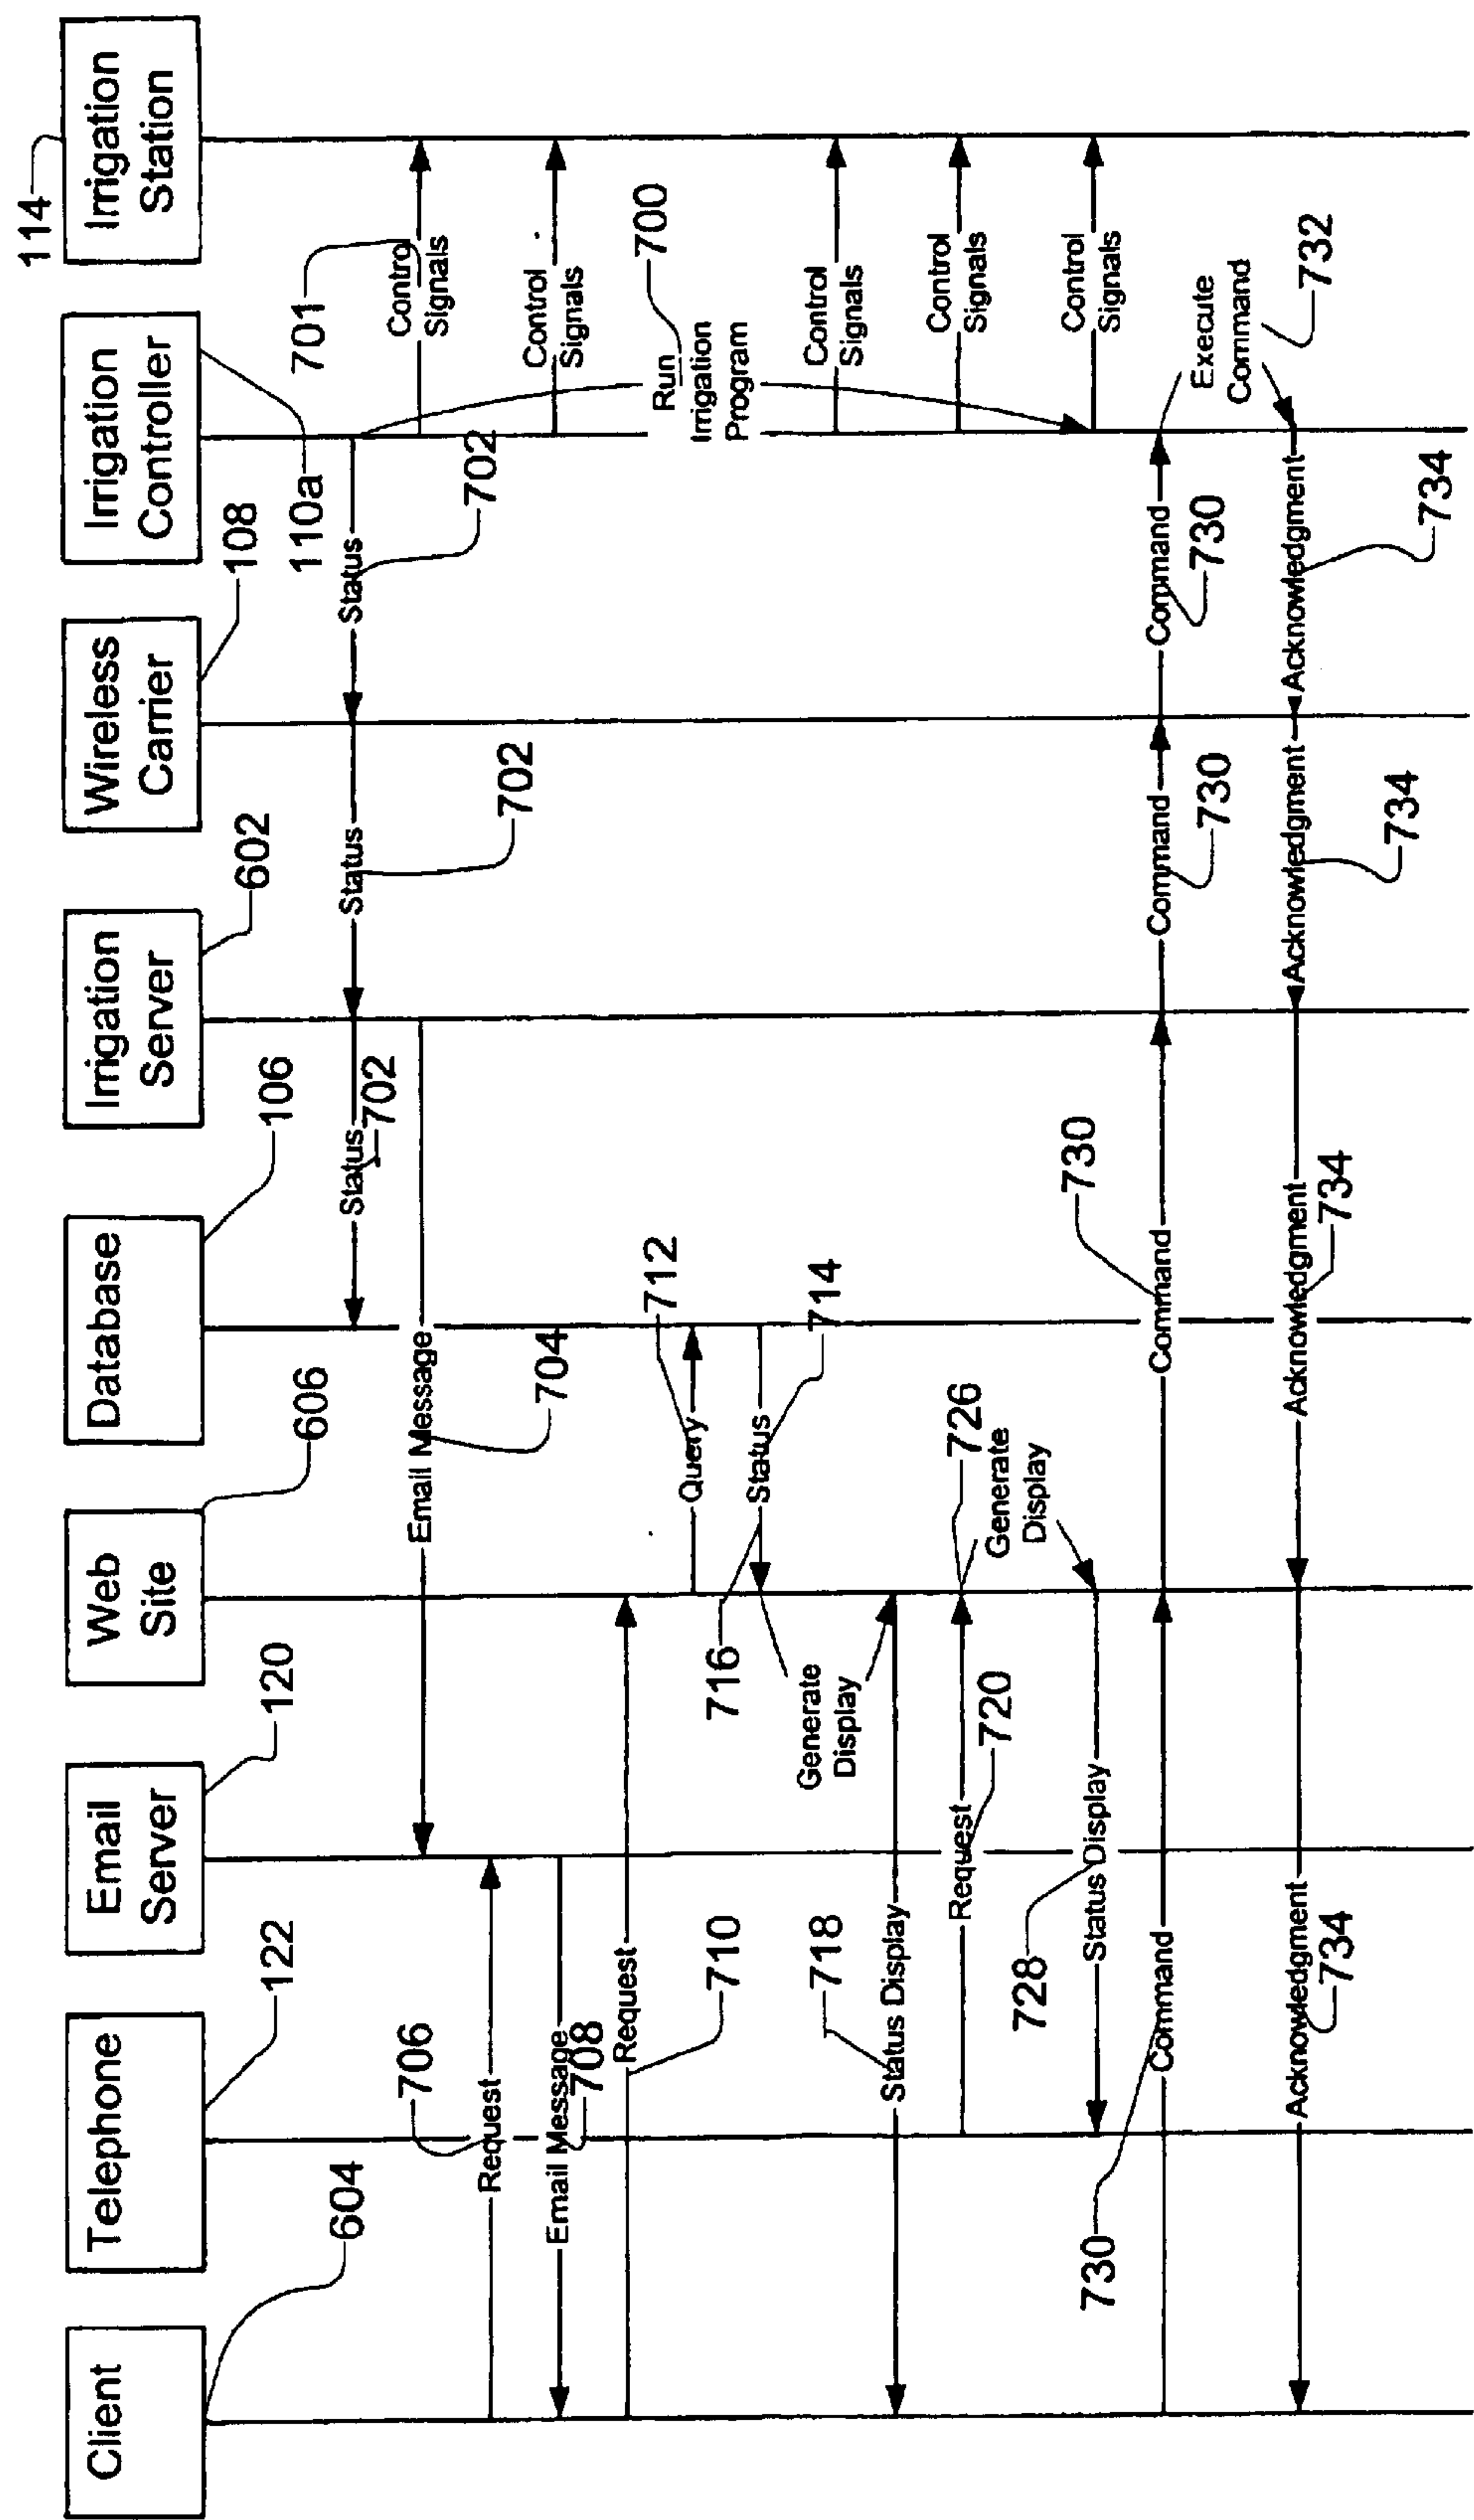 Client
Telephone
Email
Server
Web
Site
Database
Irrigation
Server
Wireless
Carrier
Irrigation
Controller
Irrigation
Station
604
122
120
606
106
602
108
110a
114
Status
702
Status
702
Status
702
701
Control
Signals
Email Message
704
706
Request
Control
Signals
Email Message
708
Request
710
700
Run
Irrigation
Program
Query
712
Status
714
716
Generate
Display
Control
Signals
718
Status Display
Request
720
726
Generate
Display
Control
Signals
728
Status Display
Control
Signals
730
Command
730
Command
Command
730
Command
730
Execute
Command
732
Acknowledgment
734
Acknowledgment
734
Acknowledgment
734
Acknowledgment
734